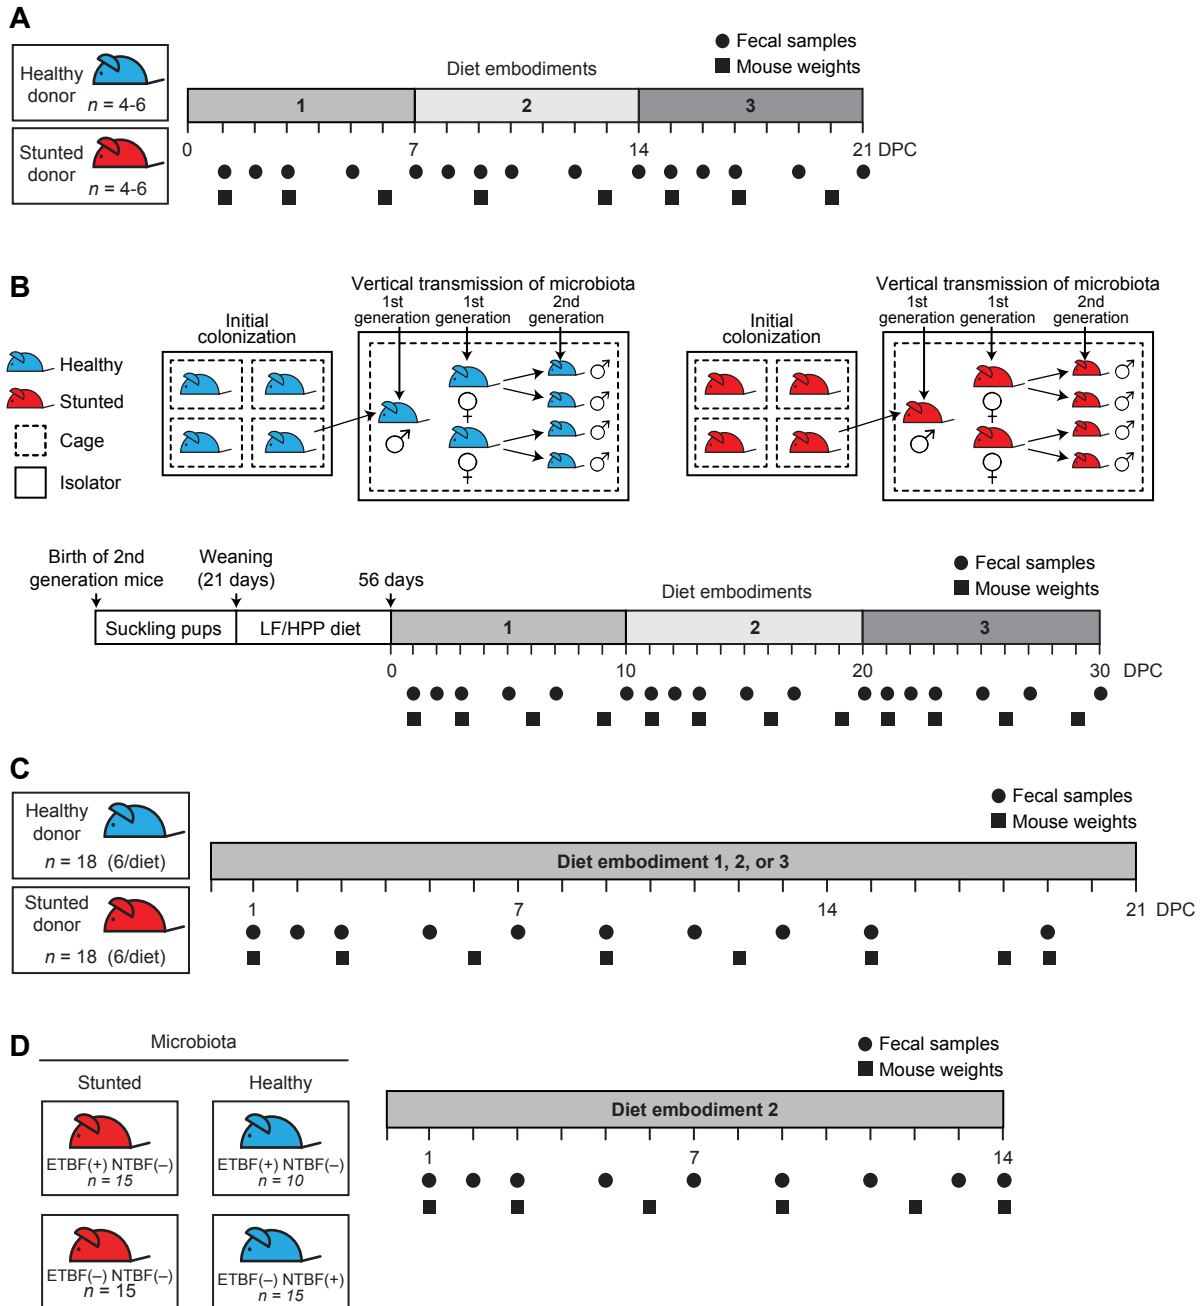 A
Healthy
donor
n = 4-6
Stunted
donor
n = 4-6
Fecal samples
Mouse weights
Diet embodiments
1 2 3
0 7 14 21 DPC
B
Healthy
Stunted
Cage
Isolator
Initial
colonization
Vertical transmission of microbiota
1st
generation
1st
generation
2nd
generation
Initial
colonization
Vertical transmission of microbiota
1st
generation
1st
generation
2nd
generation
Birth of 2nd
generation mice
Weaning
(21 days)
56 days
Fecal samples
Mouse weights
Diet embodiments
Suckling pups LF/HPP diet 1 2 3
0 10 20 30 DPC
C
Healthy
donor
n = 18 (6/diet)
Stunted
donor
n = 18 (6/diet)
Fecal samples
Mouse weights
Diet embodiment 1, 2, or 3
1 7 14 21 DPC
D
Microbiota
Stunted Healthy
ETBF(+) NTBF(–)
n = 15
ETBF(+) NTBF(–)
n = 10
ETBF(–) NTBF(–)
n = 15
ETBF(–) NTBF(+)
n = 15
Fecal samples
Mouse weights
Diet embodiment 2
1 7 14